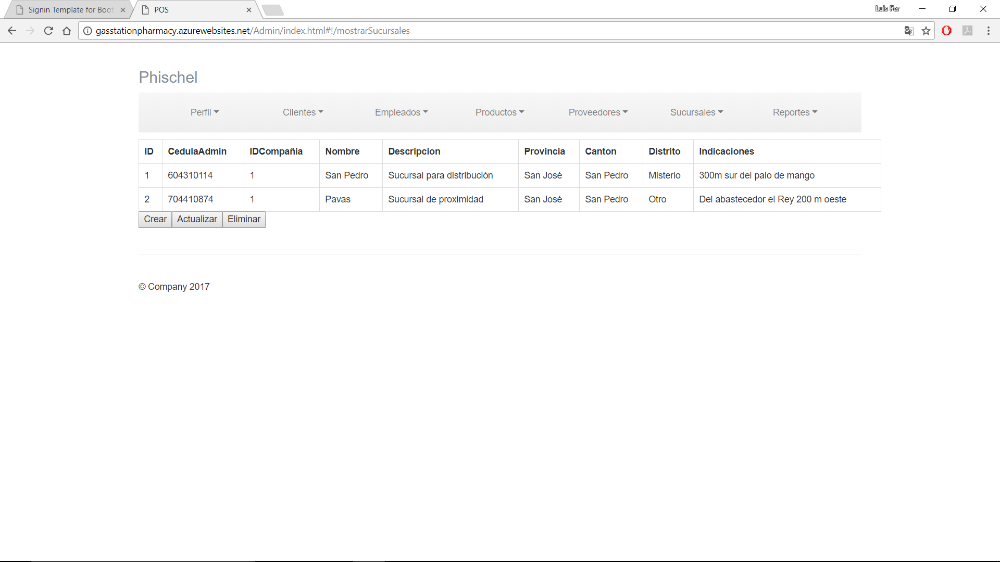 Signin Template for Boot
POS
Luis Fer
gasstationpharmacy.azurewebsites.net/Admin/index.html#!/mostrarSucursales
Phischel
Perfil Clientes Empleados Productos Proveedores Sucursales Reportes
ID CedulaAdmin IDCompañia Nombre Descripcion Provincia Canton Distrito Indicaciones
1 604310114 1 San Pedro Sucursal para distribución San José San Pedro Misterio 300m sur del palo de mango
2 704410874 1 Pavas Sucursal de proximidad San José San Pedro Otro Del abastecedor el Rey 200 m oeste
Crear Actualizar Eliminar
© Company 2017